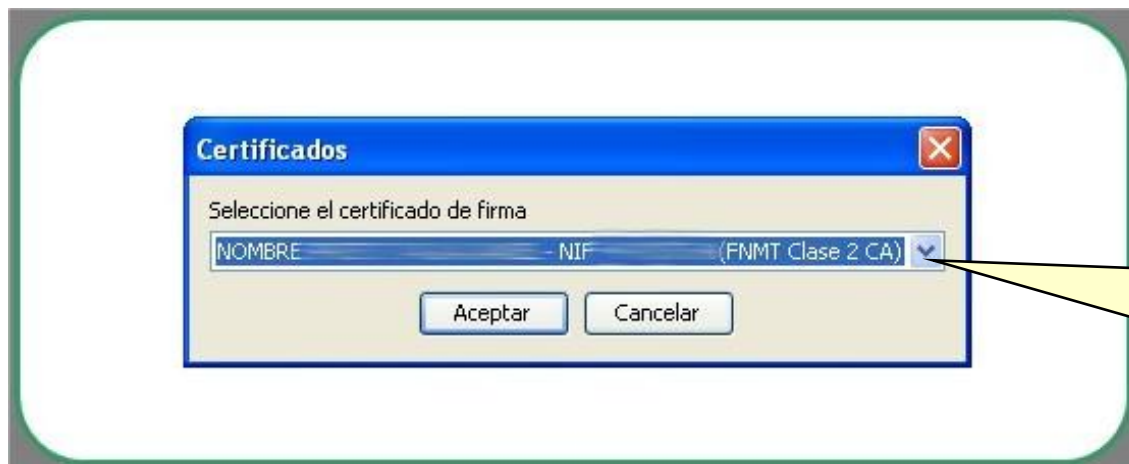 Certificados
Seleccione el certificado de firma
NOMBRE - NIF (FNMT Clase 2 CA)
Aceptar Cancelar